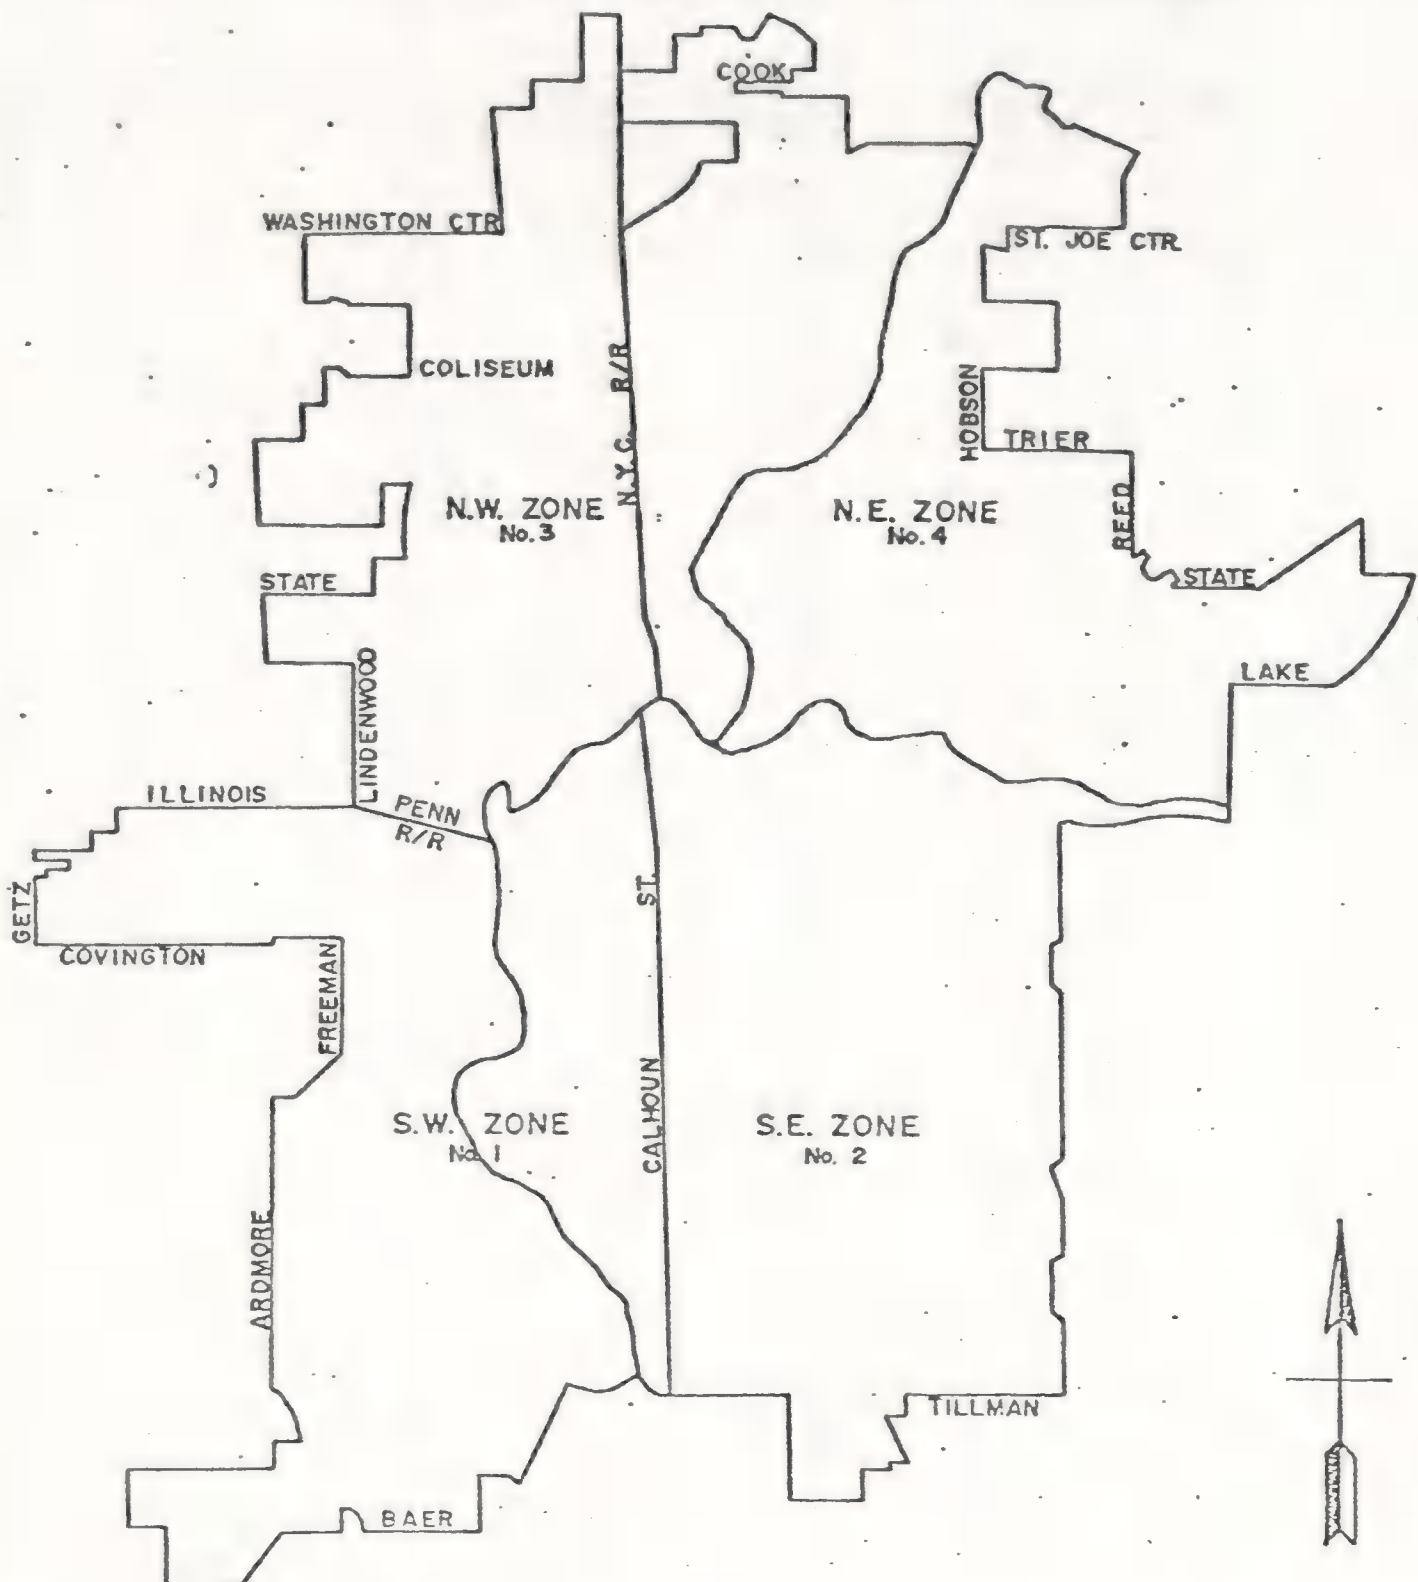 COOK
WASHINGTON CTR
ST. JOE CTR.
N.Y.C. R/R
COLISEUM
HOBSON
TRIER
REED
N.W. ZONE
No. 3
N.E. ZONE
No. 4
STATE
STATE
LINDENWOOD
LAKE
ILLINOIS
PENN
R/R
GETZ
COVINGTON
FREEMAN
CALHOUN ST.
S.W. ZONE
No. 1
S.E. ZONE
No. 2
ARDMORE
TILLMAN
BAER